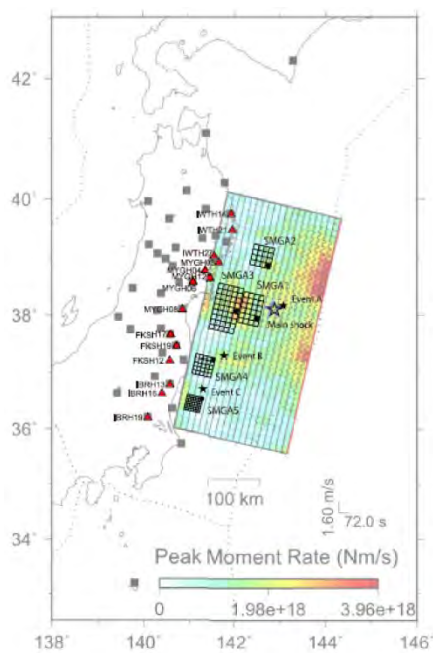 42°
40°
38°
36°
34°
IWTH14
IWTH21
IWTH27
MYGH03
MYGH04
MYGH12
MYGH06
MYGH08
FKSH17
FKSH19
FKSH12
IBRH13
IBRH16
IBRH19
SMGA2
SMGA3
SMGA1
Event A
Main shock
Event B
SMGA4
Event C
SMGA5
100 km
1.60 m/s
72.0 s
Peak Moment Rate (Nm/s)
0
1.98e+18
3.96e+18
138°
140°
142°
144°
146°